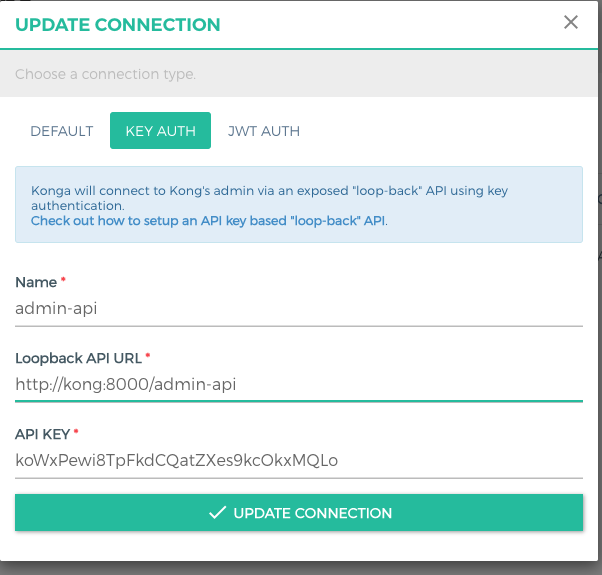 UPDATE CONNECTION
Choose a connection type.
DEFAULT KEY AUTH JWT AUTH
Konga will connect to Kong's admin via an exposed "loop-back" API using key
authentication.
Check out how to setup an API key based "loop-back" API.
Name *
admin-api
Loopback API URL *
http://kong:8000/admin-api
API KEY *
koWxPewi8TpFkdCQatZXes9kcOkxMQLo
UPDATE CONNECTION